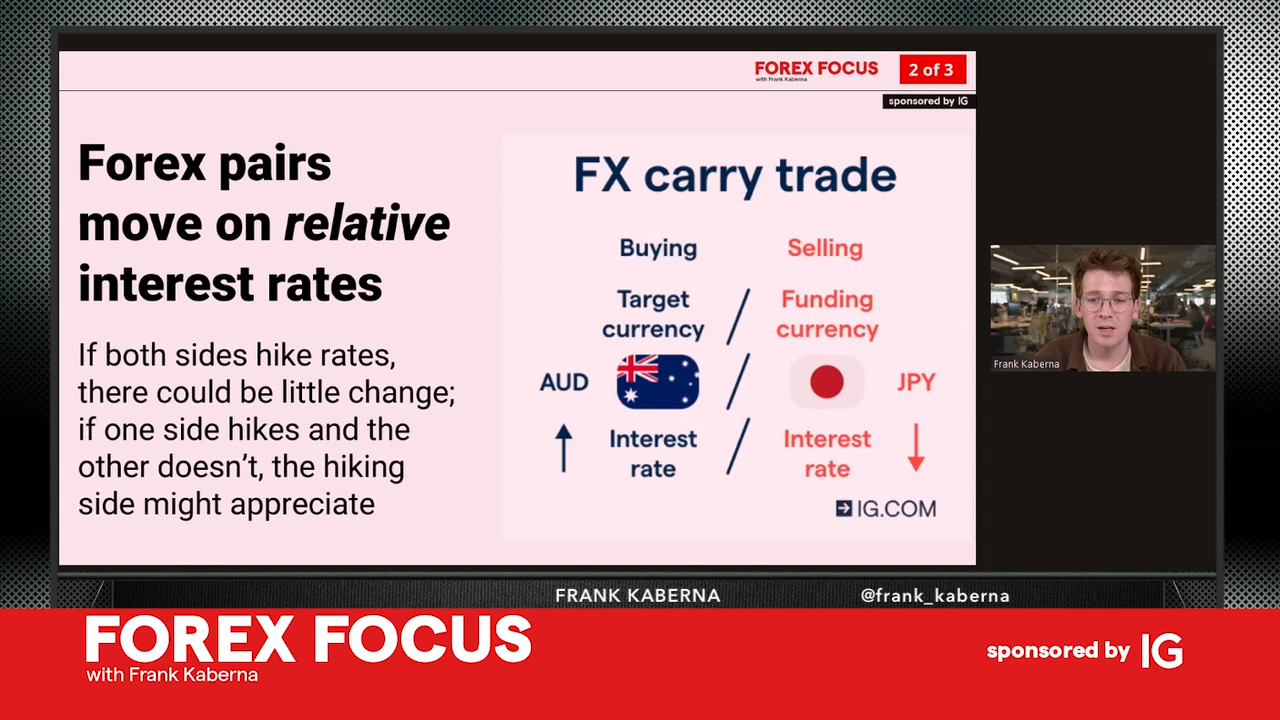 FOREX FOCUS
with Frank Kaberna
2 of 3
sponsored by IG
Forex pairs
move on relative
interest rates
If both sides hike rates,
there could be little change;
if one side hikes and the
other doesn't, the hiking
side might appreciate
FX carry trade
Buying
Selling
Target
currency
/
Funding
currency
AUD
/
JPY
Interest
rate
/
Interest
rate
IG.COM
Frank Kaberna
FRANK KABERNA
@frank_kaberna
FOREX FOCUS
with Frank Kaberna
sponsored by IG